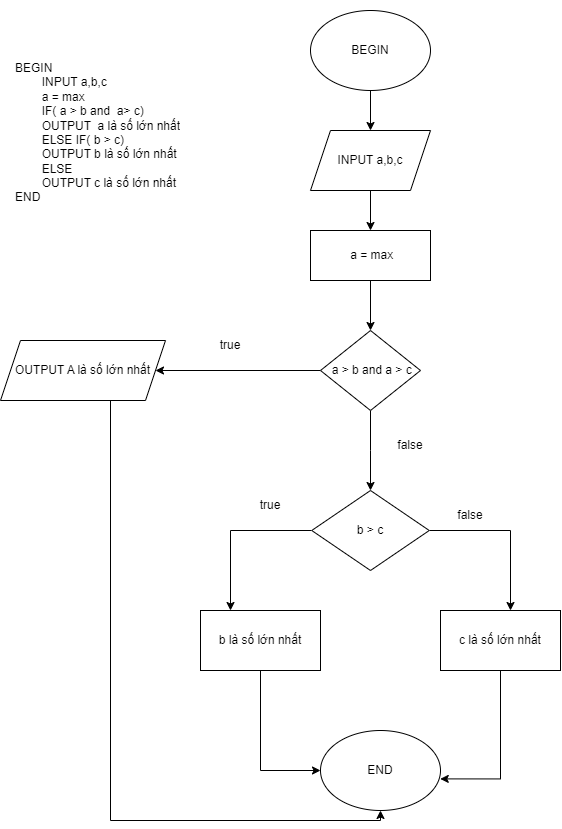 BEGIN
INPUT a,b,c
a = max
IF( a > b and  a> c)
OUTPUT  a là số lớn nhất
ELSE IF( b > c)
OUTPUT b là số lớn nhất
ELSE
OUTPUT c là số lớn nhất
END
BEGIN
INPUT a,b,c
a = max
a > b and a > c
true
OUTPUT A là số lớn nhất
false
b > c
true
false
b là số lớn nhất
c là số lớn nhất
END